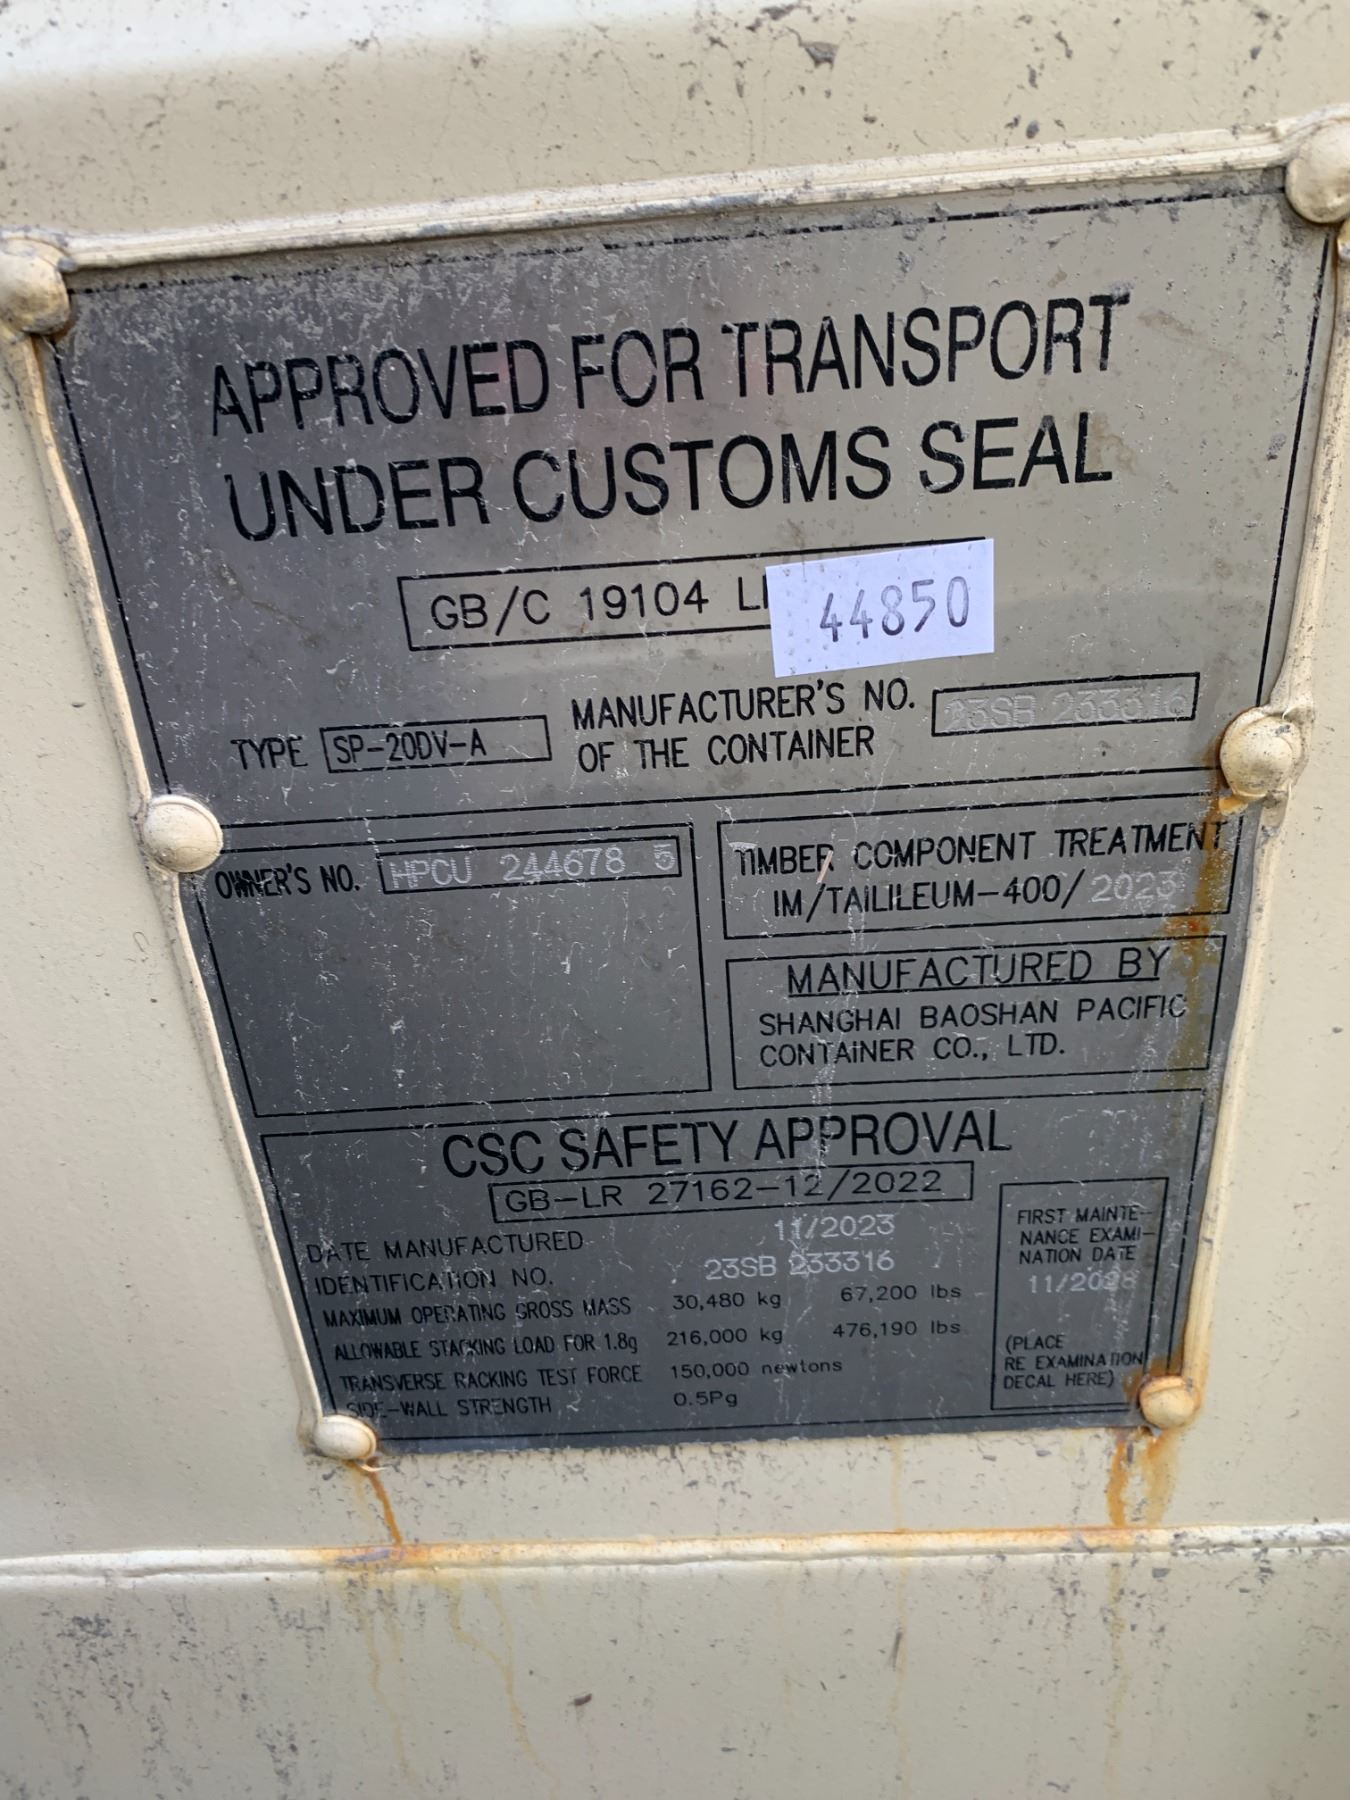 APPROVED FOR TRANSPORT
UNDER CUSTOMS SEAL
GB/C 19104
44850
TYPE SP-20DV-A
MANUFACTURER'S NO. 23SB 233316
OF THE CONTAINER
OWNER'S NO. HPCU 244678 5
TIMBER COMPONENT TREATMENT
IM/TAILILEUM-400/ 2023
MANUFACTURED BY
SHANGHAI BAOSHAN PACIFIC
CONTAINER CO., LTD.
CSC SAFETY APPROVAL
GB-LR 27162-12/2022
DATE MANUFACTURED 11/2023
IDENTIFICATION NO. 23SB 233316
MAXIMUM OPERATING GROSS MASS 30,480 kg 67,200 lbs
ALLOWABLE STACKING LOAD FOR 1.8g 216,000 kg 476,190 lbs
TRANSVERSE RACKING TEST FORCE 150,000 newtons
SIDE-WALL STRENGTH 0.5Pg
FIRST MAINTE-
NANCE EXAMI-
NATION DATE
11/2028
(PLACE
RE EXAMINATION
DECAL HERE)